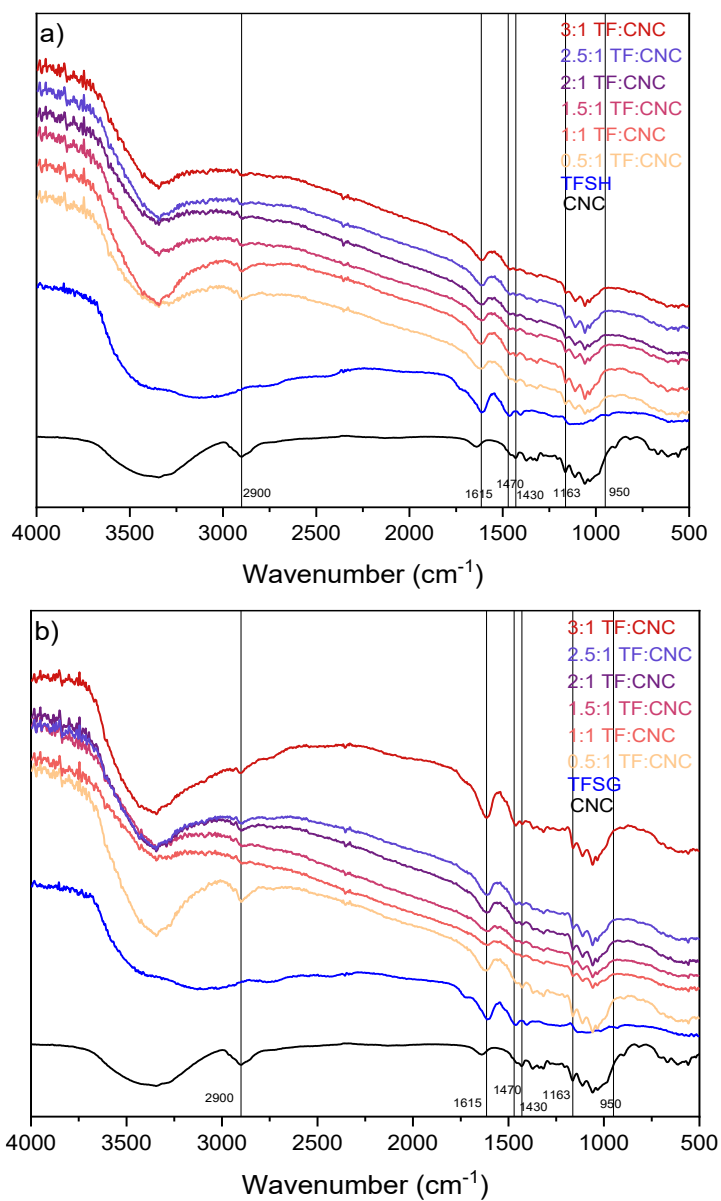 a)
3:1 TF:CNC
2.5:1 TF:CNC
2:1 TF:CNC
1.5:1 TF:CNC
1:1 TF:CNC
0.5:1 TF:CNC
TFSH
CNC
2900
1615
1470
1430
1163
950
4000 3500 3000 2500 2000 1500 1000 500
Wavenumber (cm⁻¹)
b)
3:1 TF:CNC
2.5:1 TF:CNC
2:1 TF:CNC
1.5:1 TF:CNC
1:1 TF:CNC
0.5:1 TF:CNC
TFSG
CNC
2900
1615
1470
1430
1163
950
4000 3500 3000 2500 2000 1500 1000 500
Wavenumber (cm⁻¹)